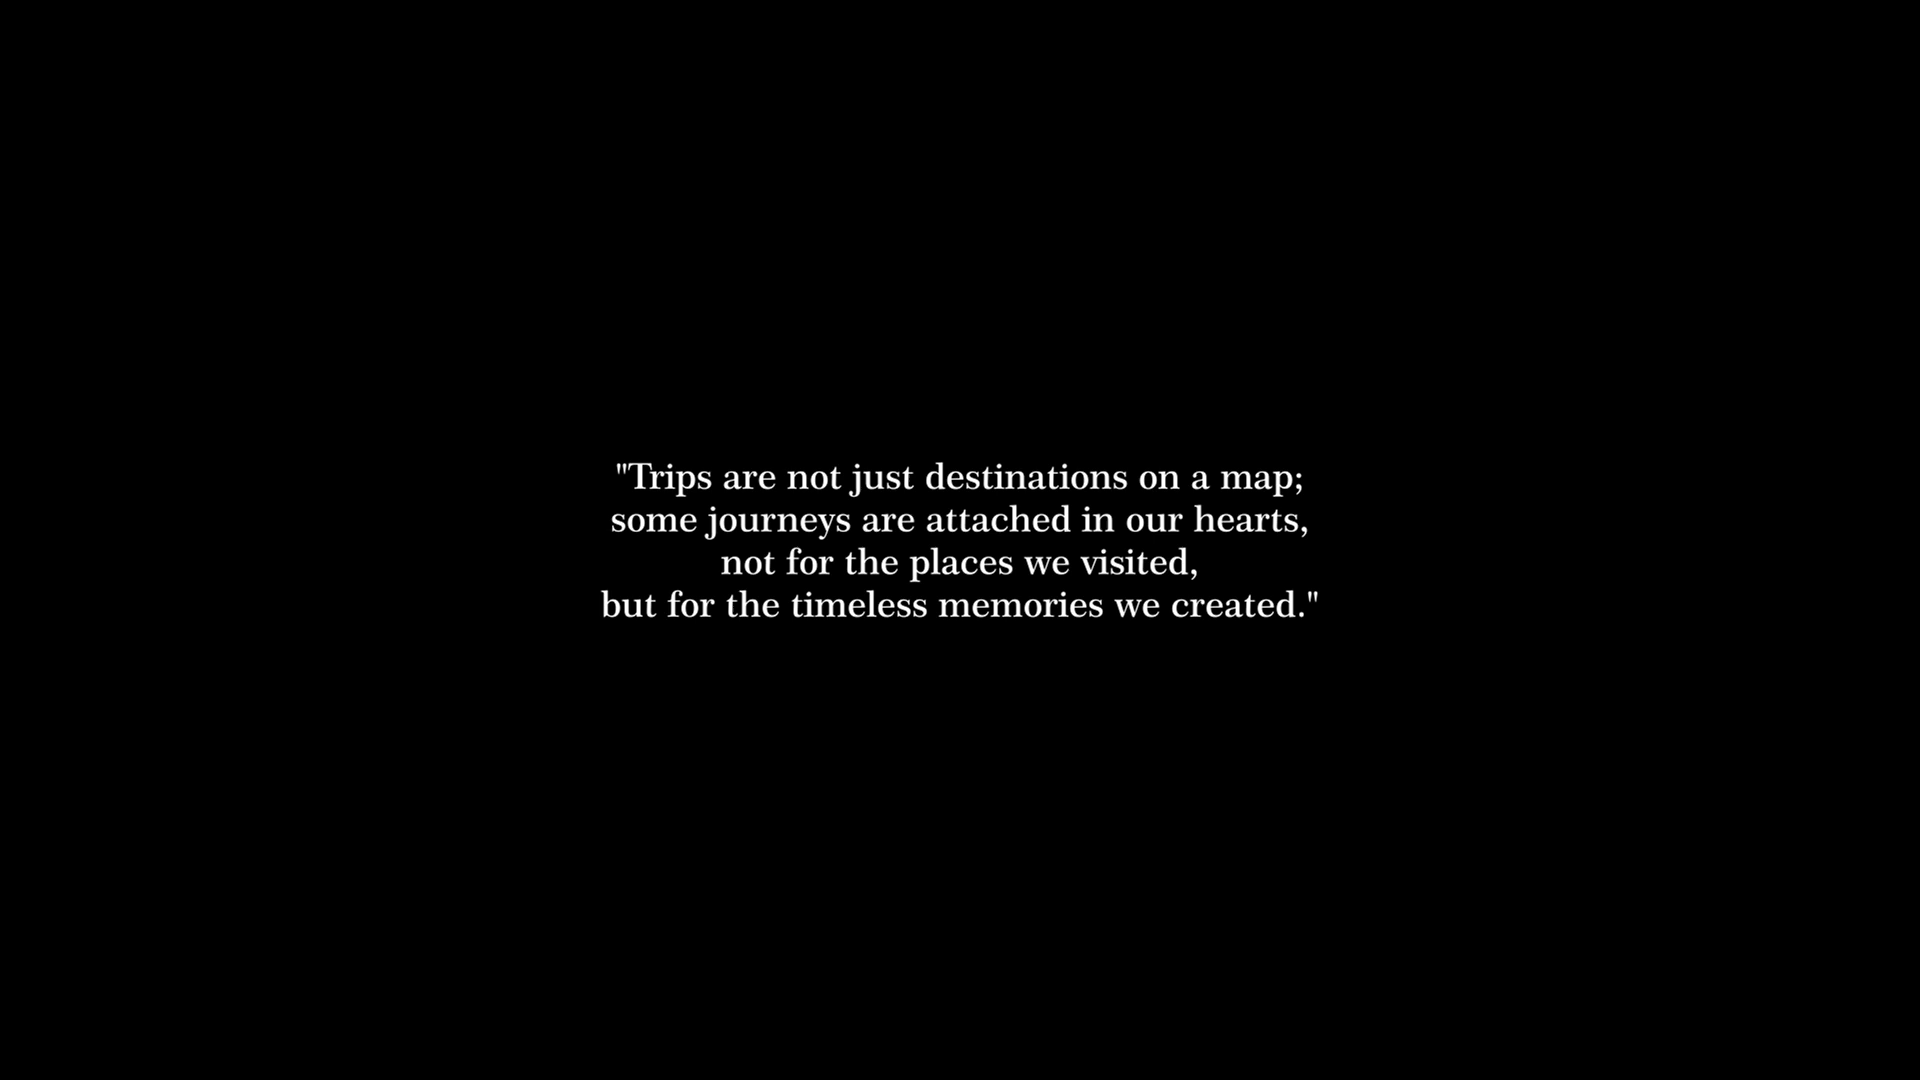 "Trips are not just destinations on a map;
some journeys are attached in our hearts,
not for the places we visited,
but for the timeless memories we created."